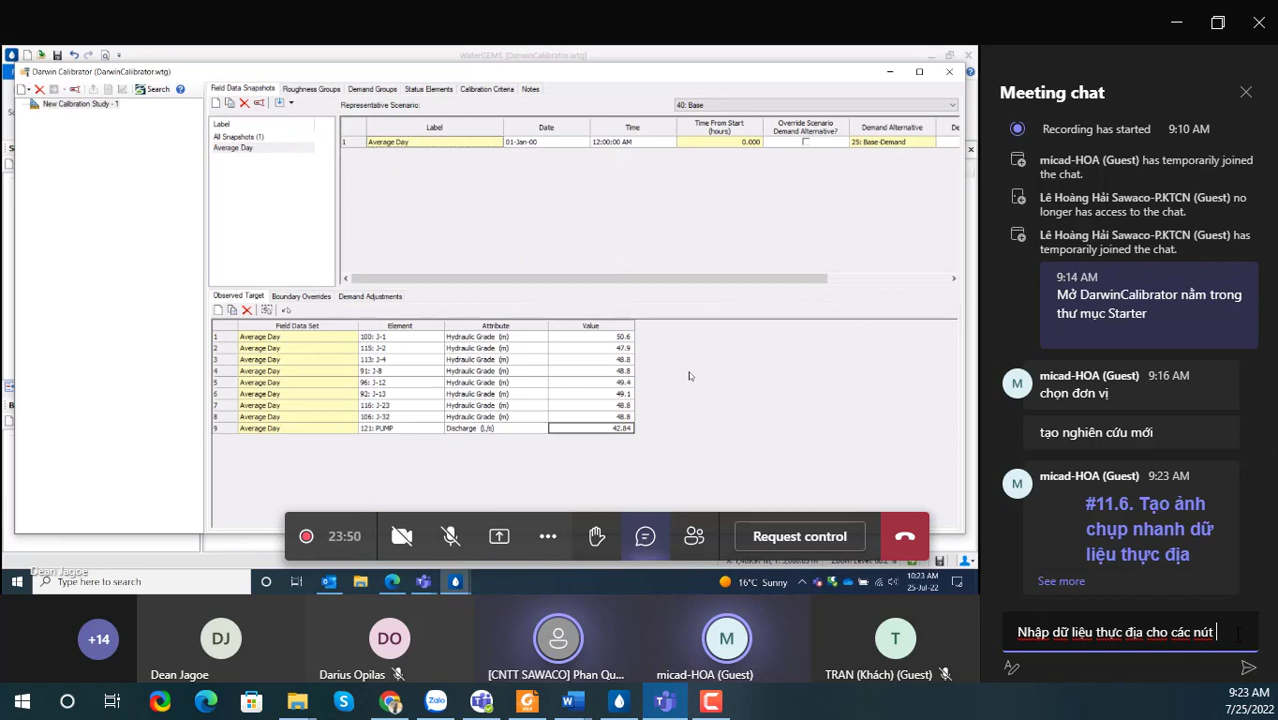 WaterGEMS [DarwinCalibrator.wtg]
Darwin Calibrator (DarwinCalibrator.wtg)
Search
New Calibration Study - 1
Field Data Snapshots
Roughness Groups
Demand Groups
Status Elements
Calibration Criteria
Notes
Representative Scenario:
40: Base
Label
All Snapshots (1)
Average Day
Label Date Time Time From Start (hours) Override Scenario Demand Alternative? Demand Alternative De
1 Average Day 01-Jan-00 12:00:00 AM 0.000 25: Base-Demand
Observed Target
Boundary Overrides
Demand Adjustments
Field Data Set Element Attribute Value
1 Average Day 100: J-1 Hydraulic Grade (m) 50.6
2 Average Day 115: J-2 Hydraulic Grade (m) 47.9
3 Average Day 113: J-4 Hydraulic Grade (m) 48.8
4 Average Day 91: J-8 Hydraulic Grade (m) 48.8
5 Average Day 96: J-12 Hydraulic Grade (m) 49.4
6 Average Day 92: J-13 Hydraulic Grade (m) 49.1
7 Average Day 116: J-23 Hydraulic Grade (m) 48.8
8 Average Day 106: J-32 Hydraulic Grade (m) 48.8
9 Average Day 121: PUMP Discharge (L/s) 42.84
23:50
Request control
Dean Jagoe
Type here to search
16°C Sunny
10:23 AM
25-Jul-22
+14
DJ
Dean Jagoe
DO
Darius Opilas
[CNTT SAWACO] Phan Qu...
M
micad-HOA (Guest)
T
TRAN (Khách) (Guest)
Meeting chat
Recording has started 9:10 AM
micad-HOA (Guest) has temporarily joined
the chat.
Lê Hoàng Hải Sawaco-P.KTCN (Guest) no
longer has access to the chat.
Lê Hoàng Hải Sawaco-P.KTCN (Guest) has
temporarily joined the chat.
9:14 AM
Mở DarwinCalibrator nằm trong
thư mục Starter
M
micad-HOA (Guest) 9:16 AM
chọn đơn vị
tạo nghiên cứu mới
M
micad-HOA (Guest) 9:23 AM
#11.6. Tạo ảnh
chụp nhanh dữ
liệu thực địa
See more
Nhập dữ liệu thực địa cho các nút
9:23 AM
7/25/2022